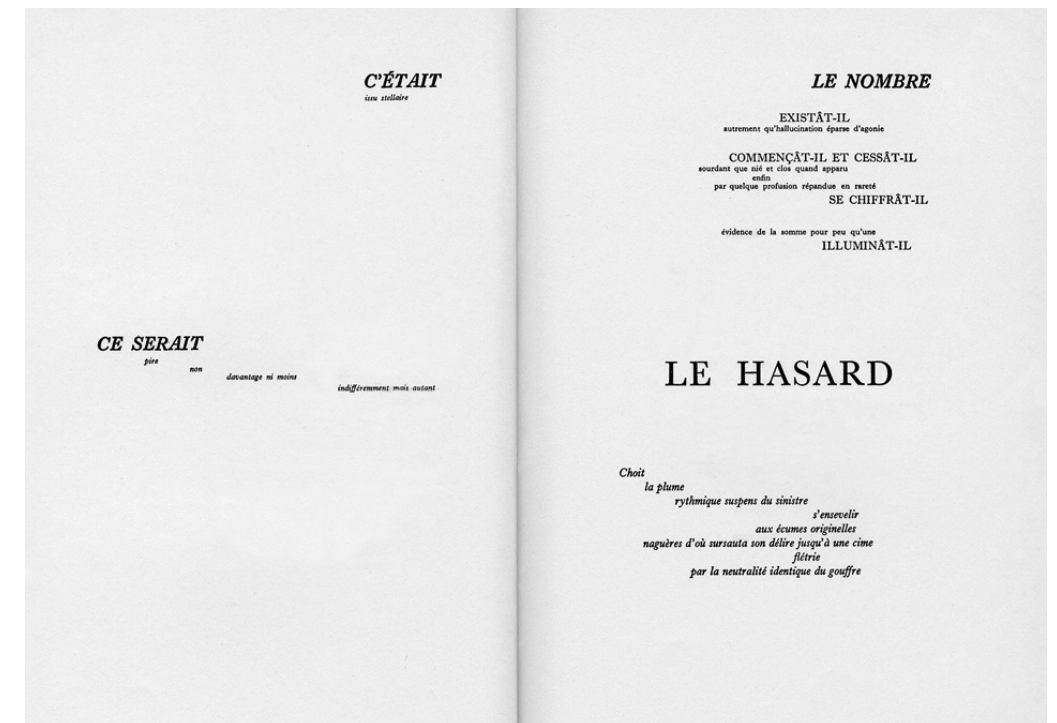 C'ÉTAIT
issu stellaire
CE SERAIT
pire
non
davantage ni moins
indifféremment mais autant
LE NOMBRE
EXISTÂT-IL
autrement qu'hallucination éparse d'agonie
COMMENÇÂT-IL ET CESSÂT-IL
sourdant que nié et clos quand apparu
enfin
par quelque profusion répandue en rareté
SE CHIFFRÂT-IL
évidence de la somme pour peu qu'une
ILLUMINÂT-IL
LE HASARD
Choit
la plume
rythmique suspens du sinistre
s'ensevelir
aux écumes originelles
naguères d'où sursauta son délire jusqu'à une cime
flétrie
par la neutralité identique du gouffre